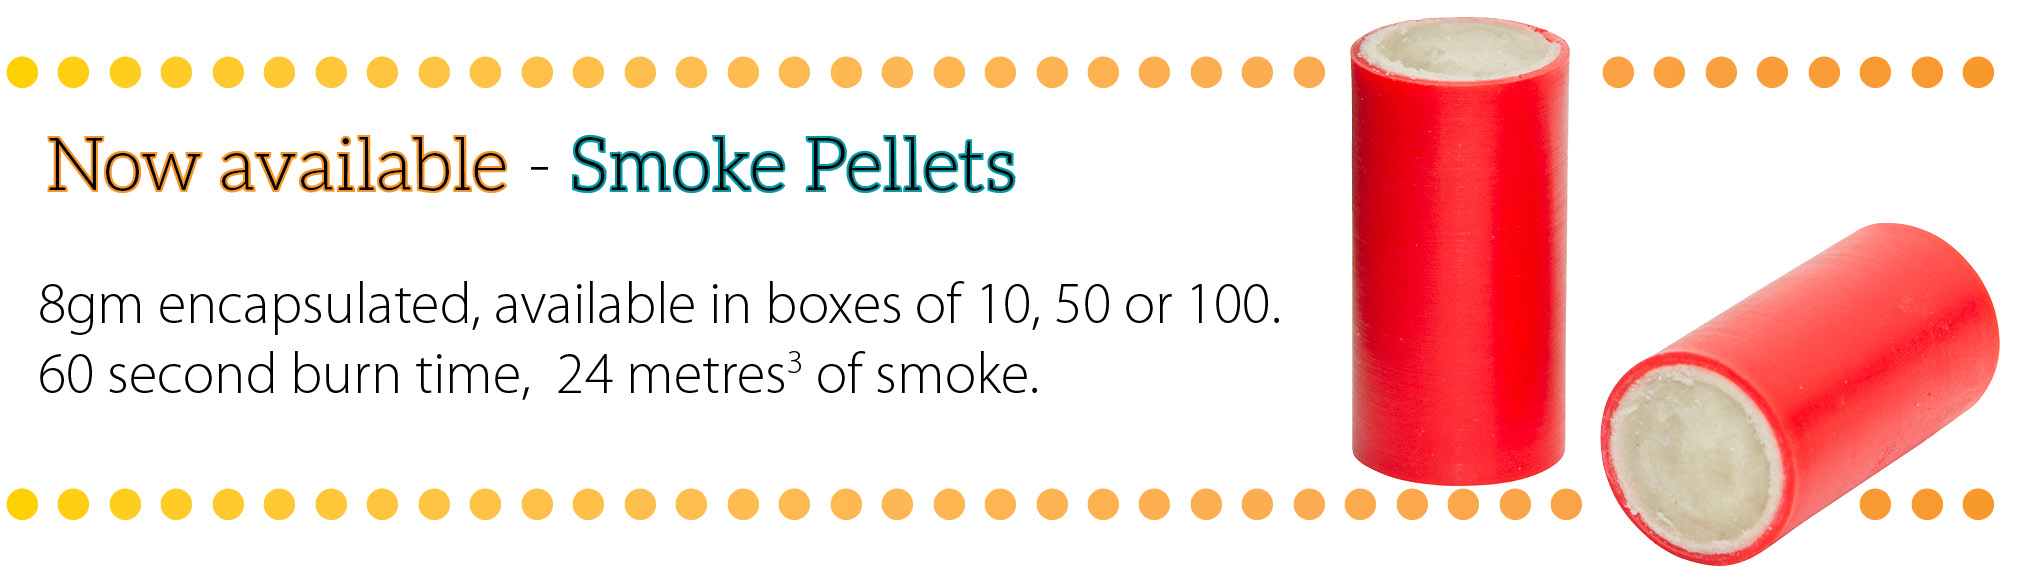 Now available - Smoke Pellets
8gm encapsulated, available in boxes of 10, 50 or 100.
60 second burn time,  24 metres³ of smoke.